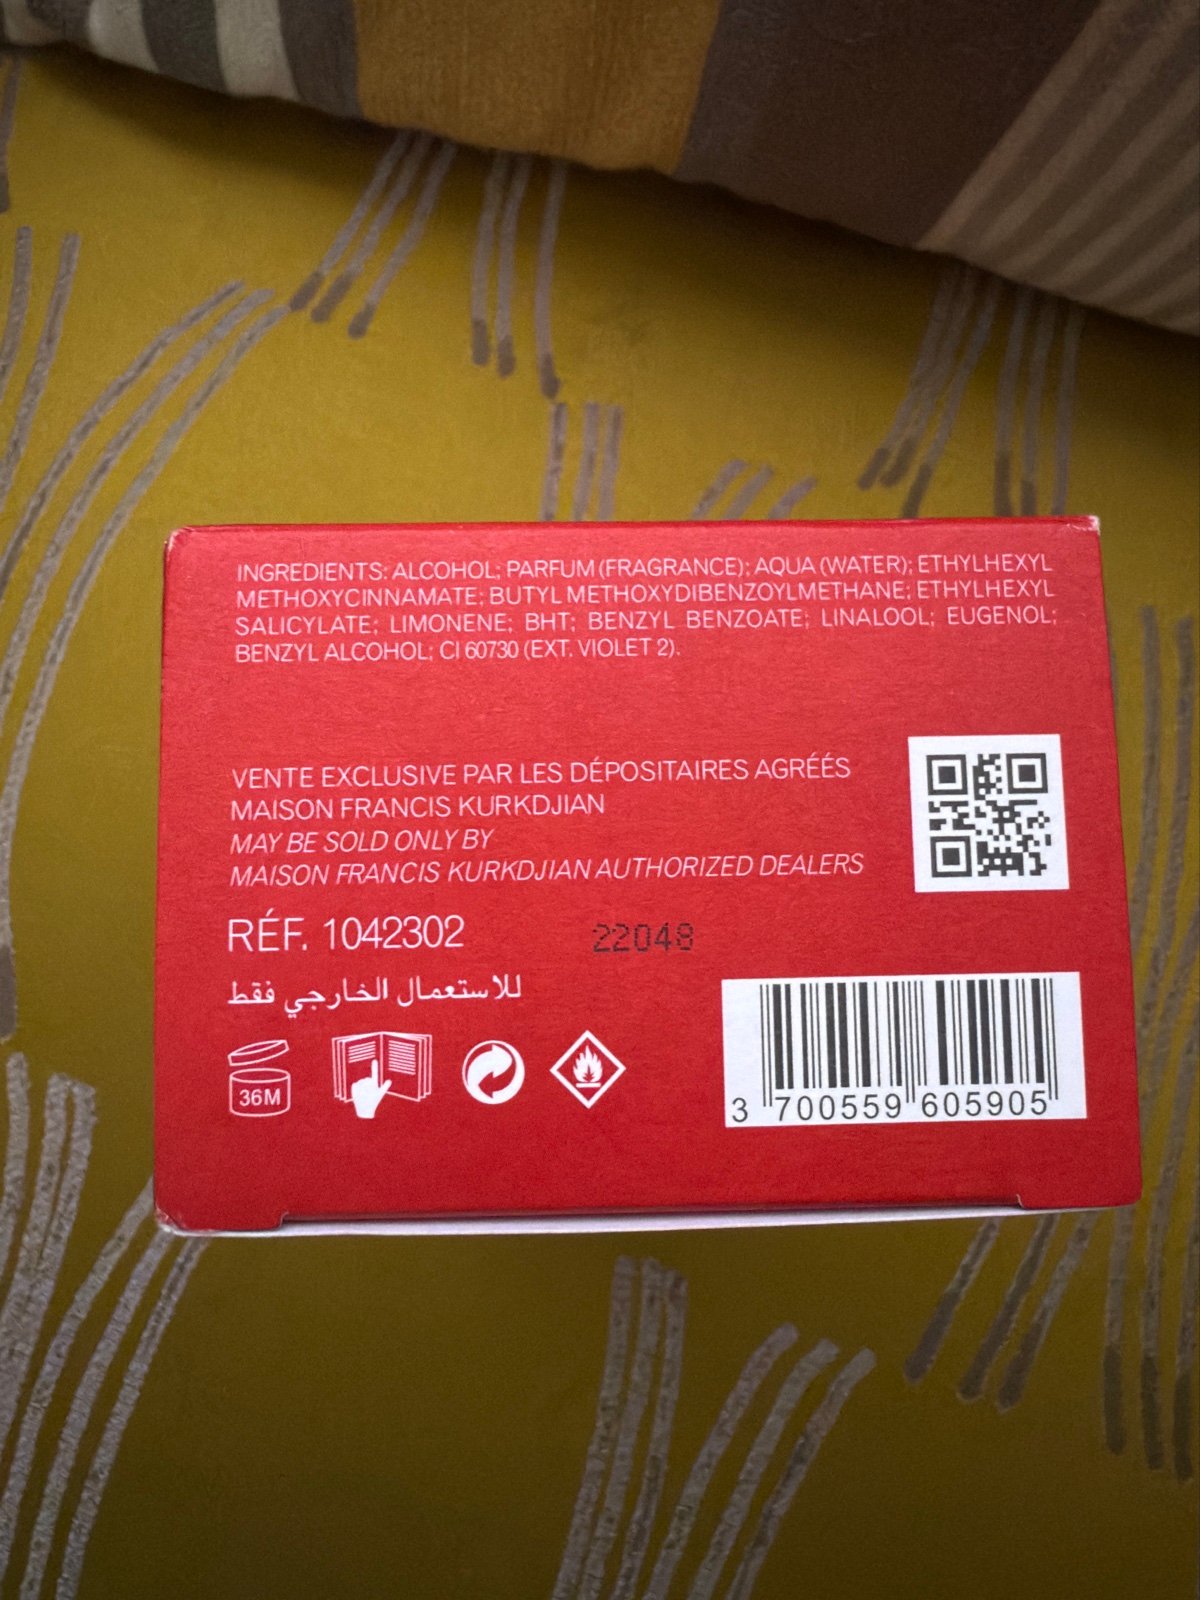 INGREDIENTS: ALCOHOL; PARFUM (FRAGRANCE); AQUA (WATER); ETHYLHEXYL
METHOXYCINNAMATE; BUTYL METHOXYDIBENZOYLMETHANE; ETHYLHEXYL
SALICYLATE; LIMONENE; BHT; BENZYL BENZOATE; LINALOOL; EUGENOL;
BENZYL ALCOHOL; CI 60730 (EXT. VIOLET 2).
VENTE EXCLUSIVE PAR LES DÉPOSITAIRES AGRÉÉS
MAISON FRANCIS KURKDJIAN
MAY BE SOLD ONLY BY
MAISON FRANCIS KURKDJIAN AUTHORIZED DEALERS
RÉF. 1042302 22048
للاستعمال الخارجي فقط
36M
3 700559 605905